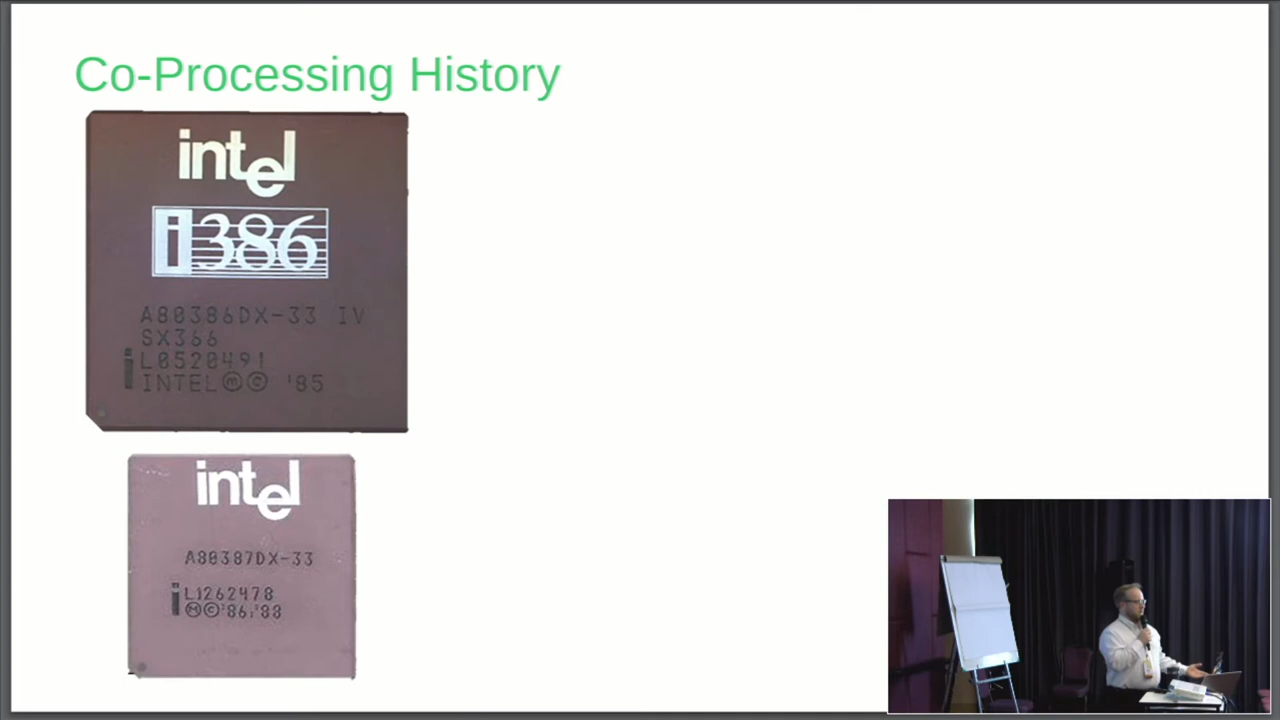 Co-Processing History
intel
i386
A80386DX-33 IV
SX366
L0520491
INTEL Ⓜ © '85
intel
A80387DX-33
L1262478
Ⓜ © '86,'88